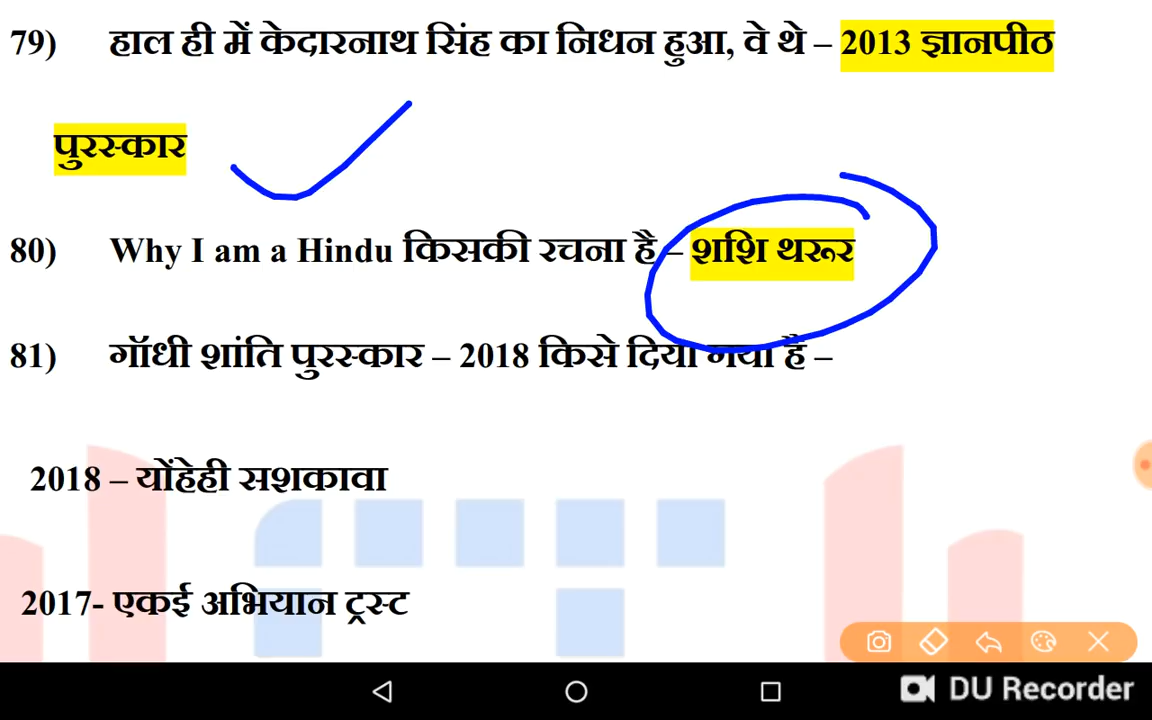 79) हाल ही में केदारनाथ सिंह का निधन हुआ, वे थे – 2013 ज्ञानपीठ
पुरस्कार
80) Why I am a Hindu किसकी रचना है – शशि थरूर
81) गॉधी शांति पुरस्कार – 2018 किसे दिया गया है –
2018 – योंहेही सशकावा
2017- एकई अभियान ट्रस्ट
DU Recorder